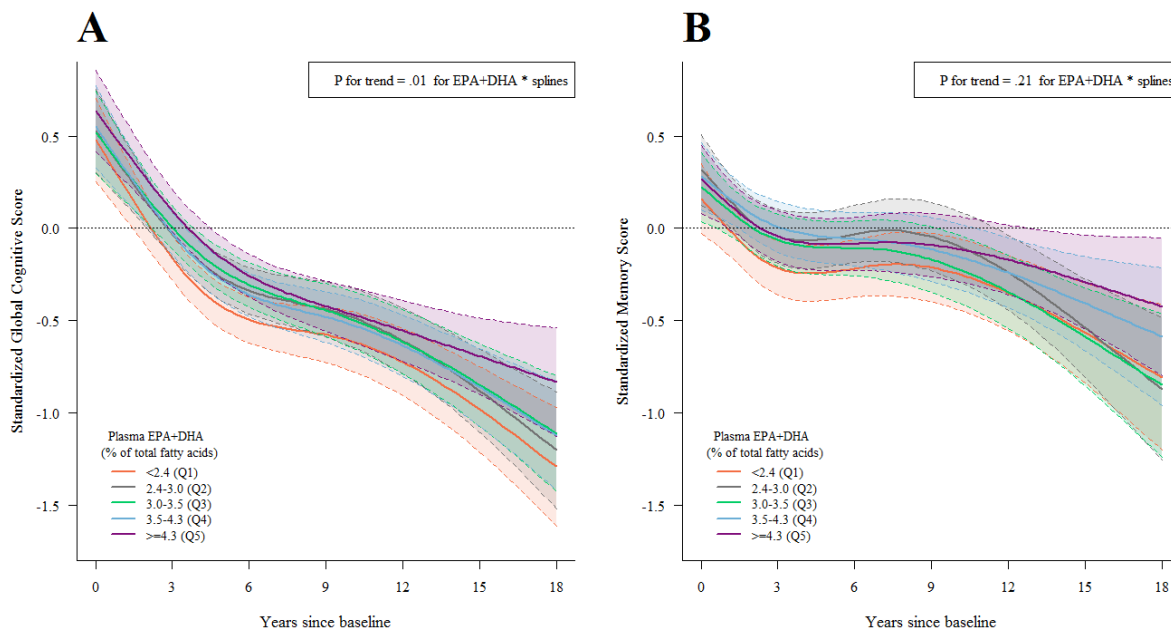 A
P for trend = .01 for EPA+DHA * splines
Standardized Global Cognitive Score
0.5
0.0
-0.5
-1.0
-1.5
Plasma EPA+DHA
(% of total fatty acids)
<2.4 (Q1)
2.4-3.0 (Q2)
3.0-3.5 (Q3)
3.5-4.3 (Q4)
>=4.3 (Q5)
0 3 6 9 12 15 18
Years since baseline
B
P for trend = .21 for EPA+DHA * splines
Standardized Memory Score
0.5
0.0
-0.5
-1.0
-1.5
Plasma EPA+DHA
(% of total fatty acids)
<2.4 (Q1)
2.4-3.0 (Q2)
3.0-3.5 (Q3)
3.5-4.3 (Q4)
>=4.3 (Q5)
0 3 6 9 12 15 18
Years since baseline